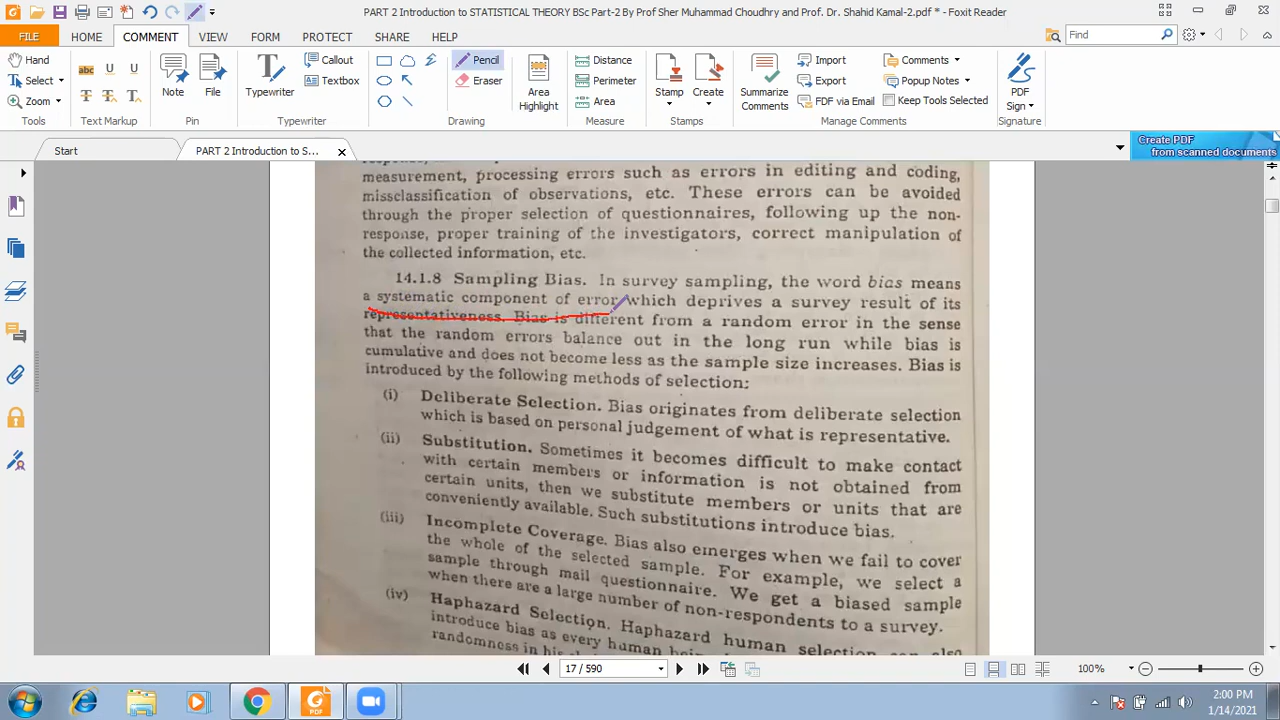 PART 2 Introduction to STATISTICAL THEORY BSc Part-2 By Prof Sher Muhammad Chaudry and Prof. Dr. Shahid Kamal-2.pdf * - Foxit Reader
FILE HOME COMMENT VIEW FORM PROTECT SHARE HELP
Find
Hand
Select
Zoom
Tools
abc U U
T T T
Text Markup
Note
File
Pin
Typewriter
Callout
Textbox
Typewriter
Pencil
Eraser
Area Highlight
Drawing
Distance
Perimeter
Area
Measure
Stamp
Create
Stamps
Summarize Comments
Import
Export
FDF via Email
Comments
Popup Notes
Keep Tools Selected
Manage Comments
PDF Sign
Signature
Start
PART 2 Introduction to S...
Create PDF
from scanned documents
measurement, processing errors such as errors in editing and coding,
missclassification of observations, etc. These errors can be avoided
through the proper selection of questionnaires, following up the non-
response, proper training of the investigators, correct manipulation of
the collected information, etc.
14.1.8 Sampling Bias. In survey sampling, the word bias means
a systematic component of error which deprives a survey result of its
representativeness. Bias is different from a random error in the sense
that the random errors balance out in the long run while bias is
cumulative and does not become less as the sample size increases. Bias is
introduced by the following methods of selection:
(i) Deliberate Selection. Bias originates from deliberate selection
which is based on personal judgement of what is representative.
(ii) Substitution. Sometimes it becomes difficult to make contact
with certain members or information is not obtained from
certain units, then we substitute members or units that are
conveniently available. Such substitutions introduce bias.
(iii) Incomplete Coverage. Bias also emerges when we fail to cover
the whole of the selected sample. For example, we select a
sample through mail questionnaire. We get a biased sample
when there are a large number of non-respondents to a survey.
(iv) Haphazard Selection. Haphazard human selection can also
introduce bias as every human
randomness in his
17 / 590
100%
2:00 PM
1/14/2021